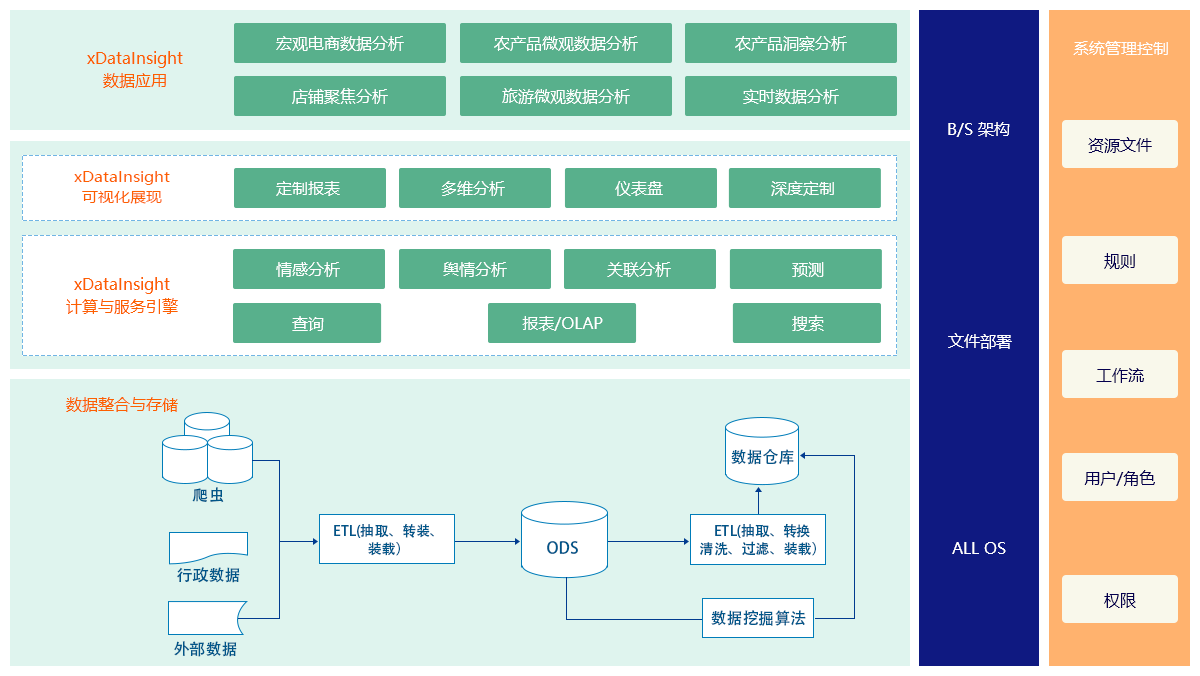 xDataInsight
数据应用
宏观电商数据分析
农产品微观数据分析
农产品洞察分析
店铺聚焦分析
旅游微观数据分析
实时数据分析
xDataInsight
可视化展现
定制报表
多维分析
仪表盘
深度定制
xDataInsight
计算与服务引擎
情感分析
舆情分析
关联分析
预测
查询
报表/OLAP
搜索
数据整合与存储
爬虫
行政数据
外部数据
ETL(抽取、转装、
装载）
ODS
数据仓库
ETL(抽取、转换
清洗、过滤、装载）
数据挖掘算法
B/S 架构
文件部署
ALL OS
系统管理控制
资源文件
规则
工作流
用户/角色
权限